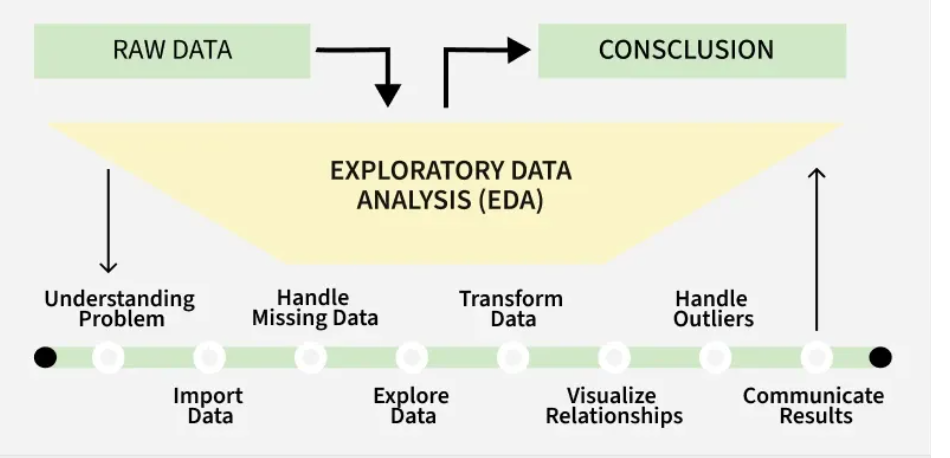 RAW DATA
CONSCLUSION
EXPLORATORY DATA
ANALYSIS (EDA)
Understanding
Problem
Import
Data
Handle
Missing Data
Explore
Data
Transform
Data
Visualize
Relationships
Handle
Outliers
Communicate
Results